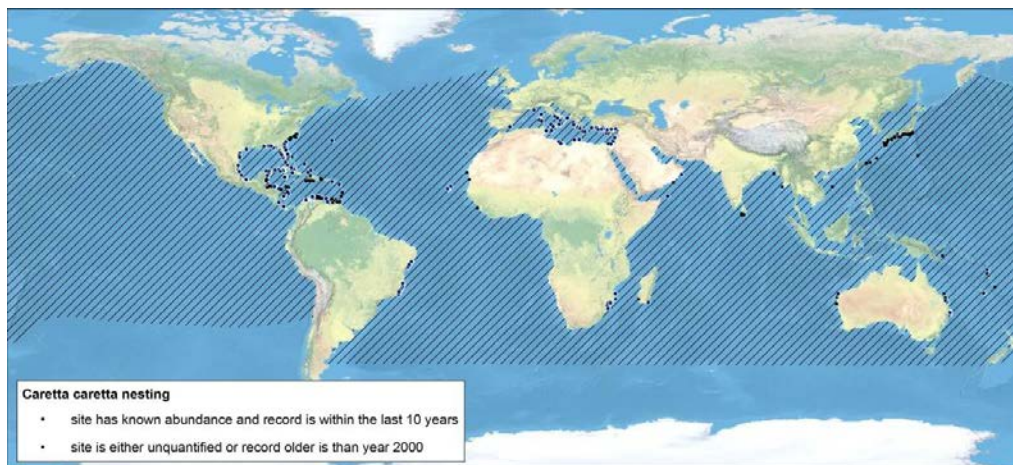 Caretta caretta nesting
• site has known abundance and record is within the last 10 years
• site is either unquantified or record older is than year 2000